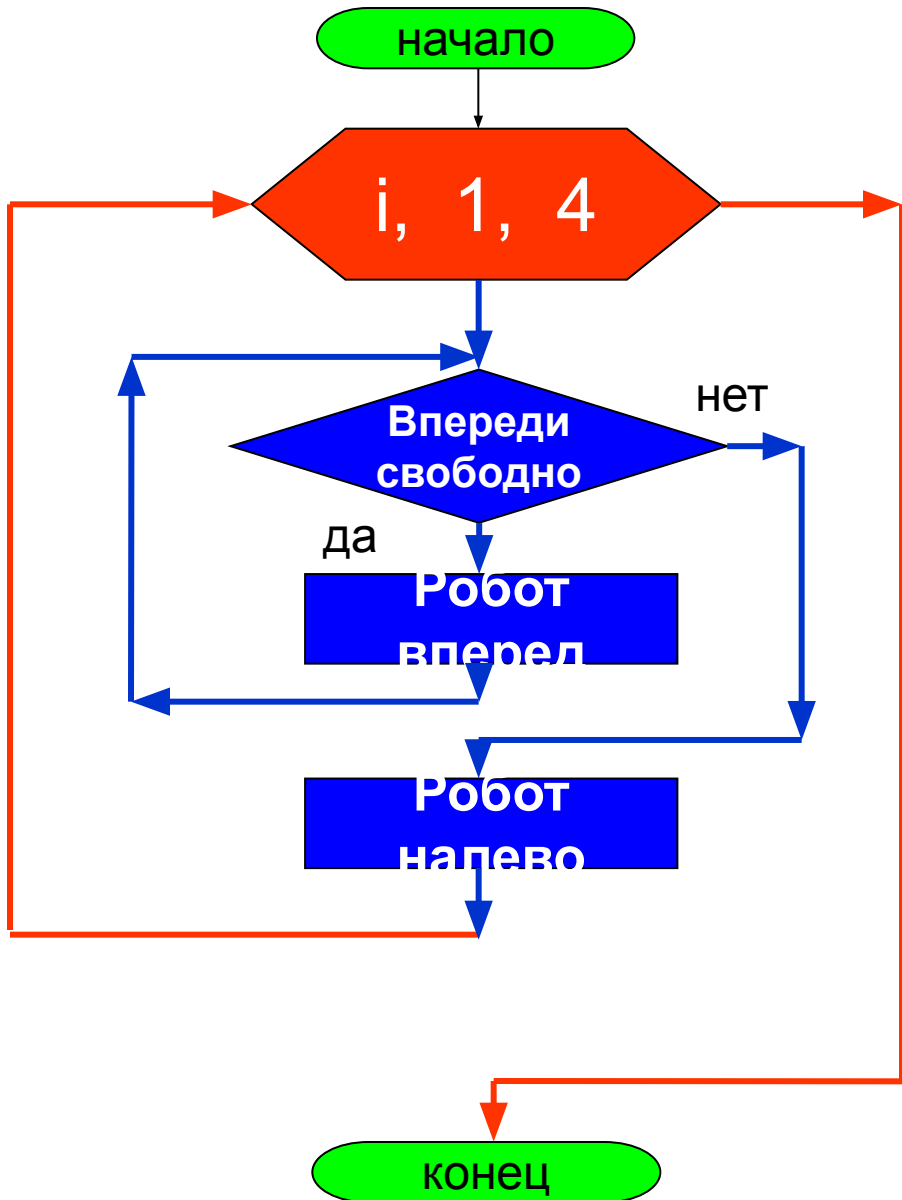 начало
i, 1, 4
Впереди
свободно
нет
да
Робот
вперед
Робот
налево
конец